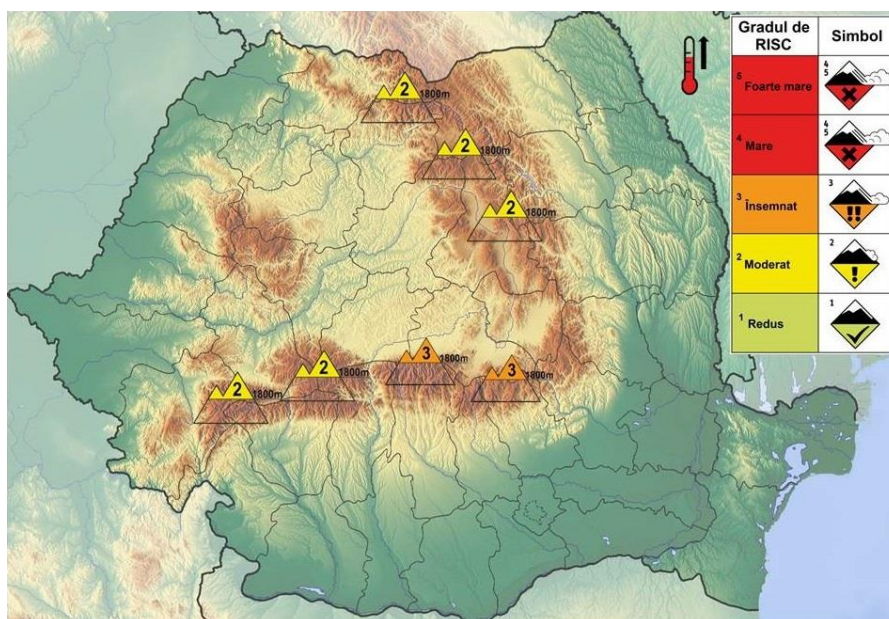 Gradul de
RISC
Simbol
5 Foarte mare
4
5
4 Mare
4
5
3 Însemnat
3
2 Moderat
2
1 Redus
1
2 1800m
2 1800m
2 1800m
3 1800m
2 1800m
3 1800m
2 1800m